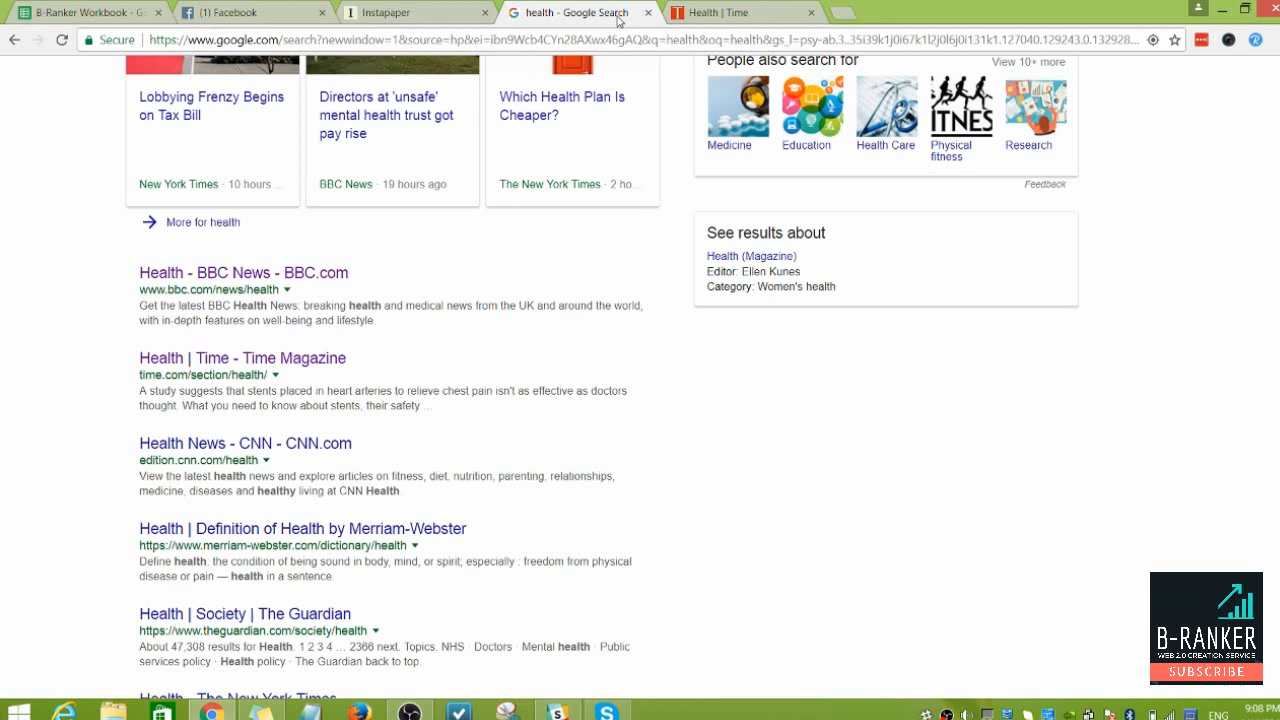 B-Ranker Workbook - G
(1) Facebook
Instapaper
health - Google Search
Health | Time
Secure
https://www.google.com/search?newwindow=1&source=hp&ei=ibn9Wcb4CYn28AXwx46gAQ&q=health&oq=health&gs_l=psy-ab.3..35i39k1j0i67k1l2j0l6j0i131k1.127040.129243.0.132928...
Lobbying Frenzy Begins
on Tax Bill
New York Times · 10 hours ...
Directors at 'unsafe'
mental health trust got
pay rise
BBC News · 19 hours ago
Which Health Plan Is
Cheaper?
The New York Times · 2 ho...
More for health
Health - BBC News - BBC.com
www.bbc.com/news/health
Get the latest BBC Health News: breaking health and medical news from the UK and around the world,
with in-depth features on well-being and lifestyle.
Health | Time - Time Magazine
time.com/section/health/
A study suggests that stents placed in heart arteries to relieve chest pain isn't as effective as doctors
thought. What you need to know about stents, their safety ...
Health News - CNN - CNN.com
edition.cnn.com/health
View the latest health news and explore articles on fitness, diet, nutrition, parenting, relationships,
medicine, diseases and healthy living at CNN Health.
Health | Definition of Health by Merriam-Webster
https://www.merriam-webster.com/dictionary/health
Define health: the condition of being sound in body, mind, or spirit; especially : freedom from physical
disease or pain — health in a sentence.
Health | Society | The Guardian
https://www.theguardian.com/society/health
About 47,308 results for Health. 1 2 3 4 ... 2366 next. Topics. NHS · Doctors · Mental health · Public
services policy · Health policy · The Guardian back to top.
Health - The New York Times
People also search for
View 10+ more
ITNES
Medicine
Education
Health Care
Physical
fitness
Research
Feedback
See results about
Health (Magazine)
Editor: Ellen Kunes
Category: Women's health
B-RANKER
WEB 2.0 CREATION SERVICE
SUBSCRIBE
ENG
9:08 PM